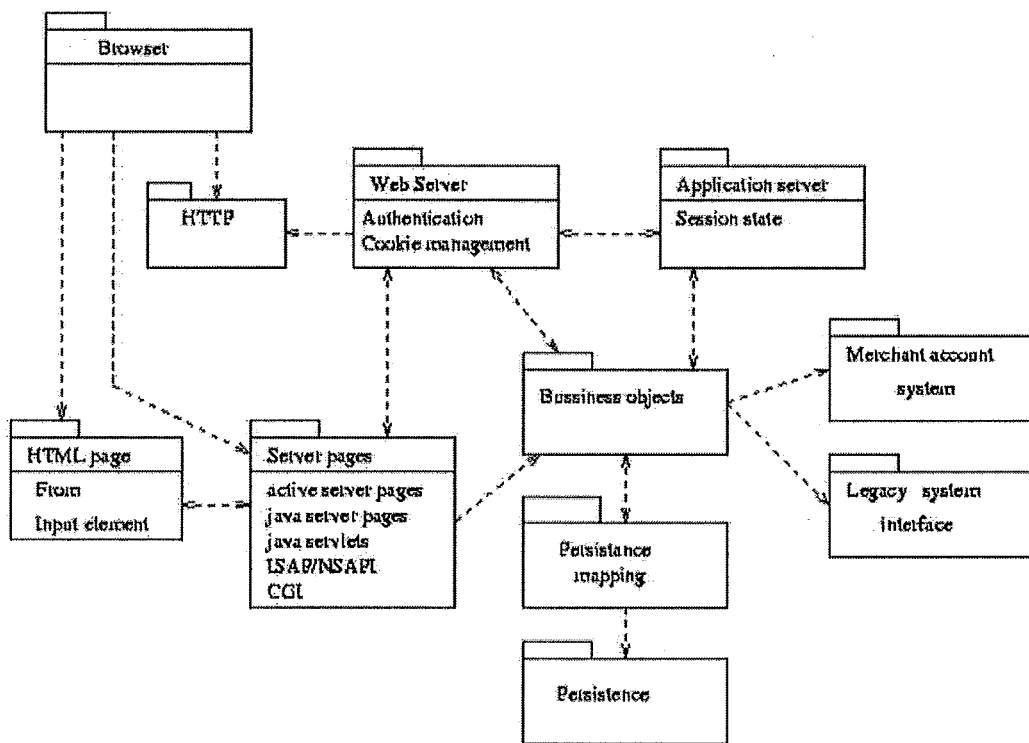 Browset
Web Server
Authentication
Cookie management
Application server
Session state
HTTP
Merchant account
system
Bussiness objects
HTML page
From
Input element
Server pages
active server pages
java server pages
java servlets
ISAP/NSAPI
CGI
Legacy system
interface
Persistance
mapping
Persistence